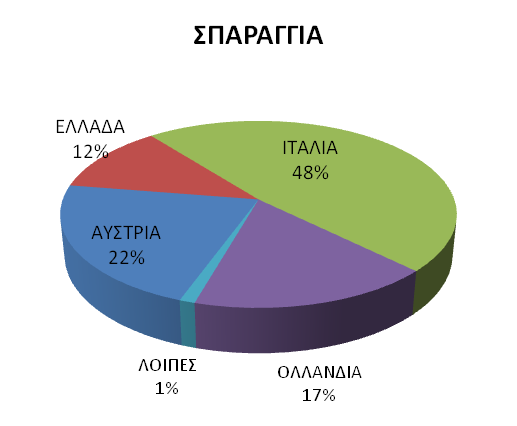 ΣΠΑΡΑΓΓΙΑ
ΕΛΛΑΔΑ
12%
ΙΤΑΛΙΑ
48%
ΑΥΣΤΡΙΑ
22%
ΛΟΙΠΕΣ
1%
ΟΛΛΑΝΔΙΑ
17%